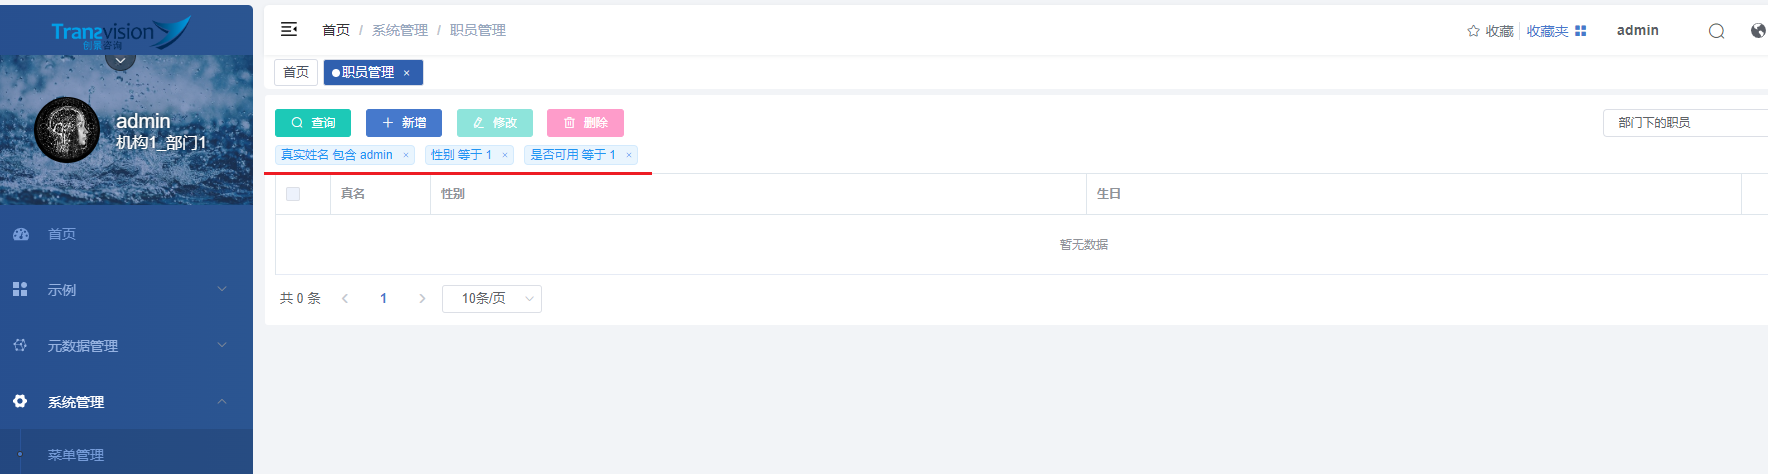 Transvision
创景咨询
admin
机构1_部门1
首页
示例
元数据管理
系统管理
菜单管理
首页 / 系统管理 / 职员管理
收藏 收藏夹 admin
首页 职员管理 ×
查询 新增 修改 删除 部门下的职员
真实姓名 包含 admin × 性别 等于 1 × 是否可用 等于 1 ×
真名 性别 生日
暂无数据
共 0 条 1 10条/页